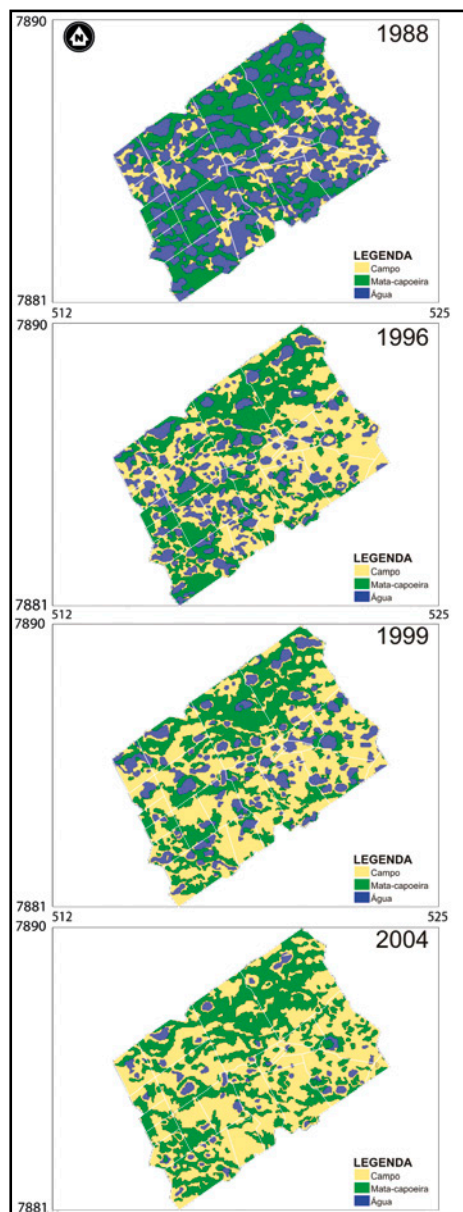 7890
N
1988
LEGENDA
Campo
Mata-capoeira
Água
7881
512
525
7890
1996
LEGENDA
Campo
Mata-capoeira
Água
7881
512
525
7890
1999
LEGENDA
Campo
Mata-capoeira
Água
7881
512
525
7890
2004
LEGENDA
Campo
Mata-capoeira
Água
7881